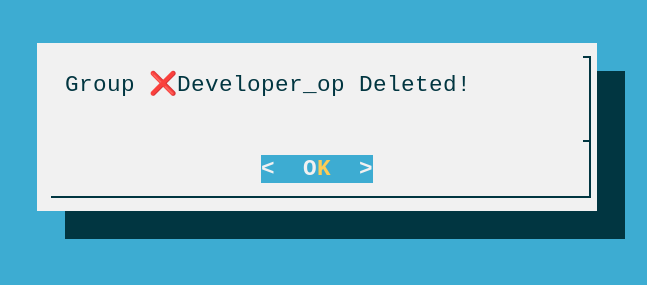 Group ❌Developer_op Deleted!
<  OK  >